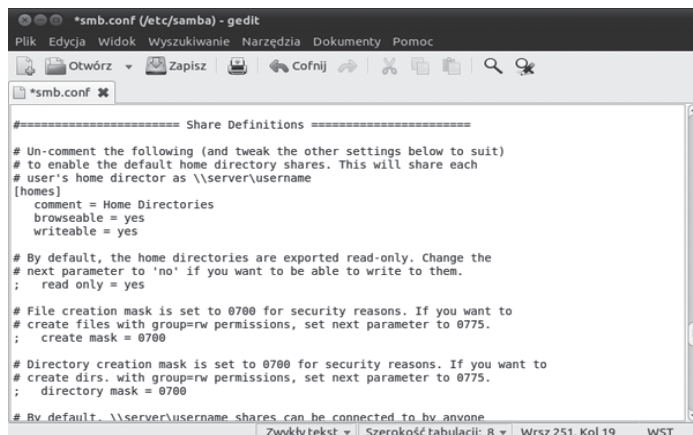 *smb.conf (/etc/samba) - gedit
Plik Edycja Widok Wyszukiwanie Narzędzia Dokumenty Pomoc
Otwórz Zapisz Cofnij
*smb.conf
#======================= Share Definitions =======================
# Un-comment the following (and tweak the other settings below to suit)
# to enable the default home directory shares. This will share each
# user's home director as \\server\username
[homes]
   comment = Home Directories
   browseable = yes
   writeable = yes
# By default, the home directories are exported read-only. Change the
# next parameter to 'no' if you want to be able to write to them.
;   read only = yes
# File creation mask is set to 0700 for security reasons. If you want to
# create files with group=rw permissions, set next parameter to 0775.
;   create mask = 0700
# Directory creation mask is set to 0700 for security reasons. If you want to
# create dirs. with group=rw permissions, set next parameter to 0775.
;   directory mask = 0700
# By default, \\server\username shares can be connected to by anyone
Zwykły tekst Szerokość tabulacji: 8 Wrsz 251, Kol 19 WST